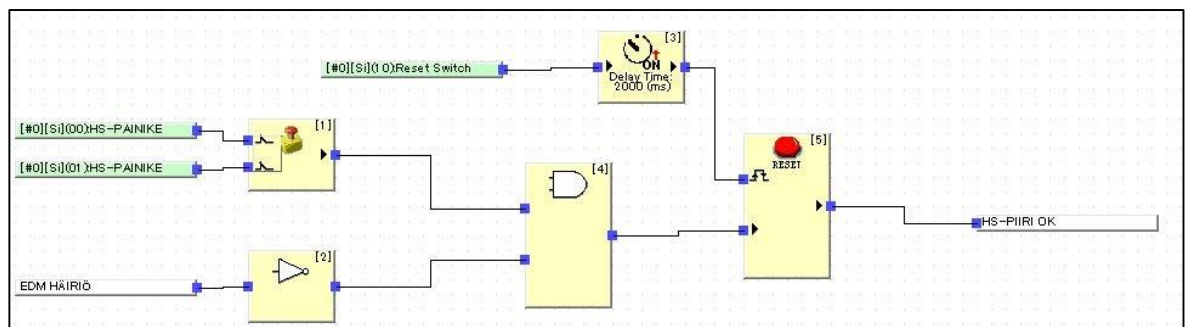 [3]
ON
Delay Time:
2000 (ms)
[#0][Si](10):Reset Switch
[#0][Si](00):HS-PAINIKE
[1]
[#0][Si](01):HS-PAINIKE
[4]
[5]
RESET
HS-PIIRI OK
[2]
EDM HÄIRIÖ